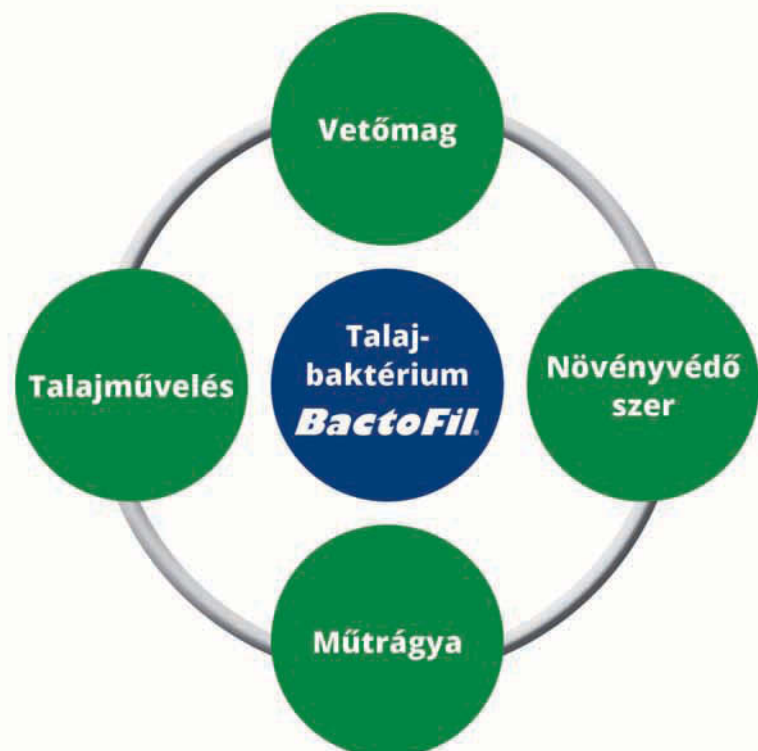 Vetőmag
Talajművelés
Talaj-
baktérium
BactoFil®
Növényvédő
szer
Műtrágya